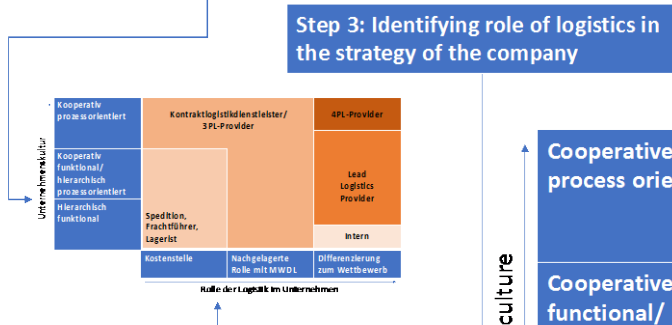 Step 3: Identifying role of logistics in
the strategy of the company
Kooperativ
prozessorientiert
Kontraktlogistikdienstleister/
3PL-Provider
4PL-Provider
Unternehmenskultur
Kooperativ
funktional/
hierarchisch
prozessorientiert
Lead
Logistics
Provider
Hierarchisch
funktional
Spedition,
Frachtführer,
Lagerist
Intern
Kostenstelle
Nachgelagerte
Rolle mit MWDL
Differenzierung
zum Wettbewerb
Rolle der Logistik im Unternehmen
culture
Cooperative
process orie
Cooperative
functional/